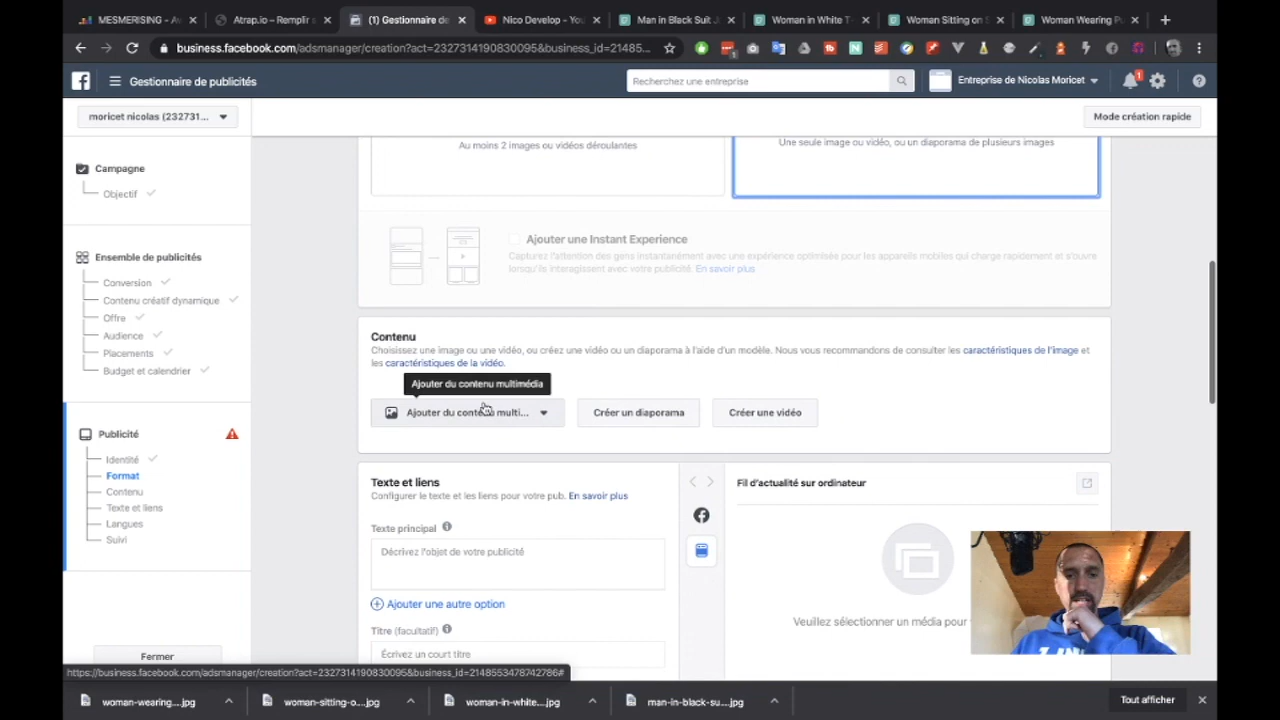 MESMERISING - Av
Atrap.io – Remplir s
(1) Gestionnaire de
Nico Develop - You
Man in Black Suit Ja
Woman in White T-
Woman Sitting on S
Woman Wearing Pu
business.facebook.com/adsmanager/creation?act=2327314190830095&business_id=21485...
Gestionnaire de publicités
Recherchez une entreprise
Entreprise de Nicolas Moricet
1
moricet nicolas (232731...
Mode création rapide
Au moins 2 images ou vidéos déroulantes
Une seule image ou vidéo, ou un diaporama de plusieurs images
Campagne
Objectif
Ajouter une Instant Experience
Capturez l'attention des gens instantanément avec une expérience optimisée pour les appareils mobiles qui charge rapidement et s'ouvre
lorsqu'ils interagissent avec votre publicité. En savoir plus
Ensemble de publicités
Conversion
Contenu créatif dynamique
Offre
Audience
Placements
Budget et calendrier
Contenu
Choisissez une image ou une vidéo, ou créez une vidéo ou un diaporama à l'aide d'un modèle. Nous vous recommandons de consulter les caractéristiques de l'image et
les caractéristiques de la vidéo.
Ajouter du contenu multimédia
Ajouter du contenu multi...
Créer un diaporama
Créer une vidéo
Publicité
Identité
Format
Contenu
Texte et liens
Langues
Suivi
Texte et liens
Configurer le texte et les liens pour votre pub. En savoir plus
Texte principal
Décrivez l'objet de votre publicité
Ajouter une autre option
Titre (facultatif)
Écrivez un court titre
Fil d'actualité sur ordinateur
Veuillez sélectionner un média pour
Fermer
https://business.facebook.com/adsmanager/creation?act=2327314190830095&business_id=2148553478742786#
woman-wearing....jpg
woman-sitting-o....jpg
woman-in-white....jpg
man-in-black-su....jpg
Tout afficher